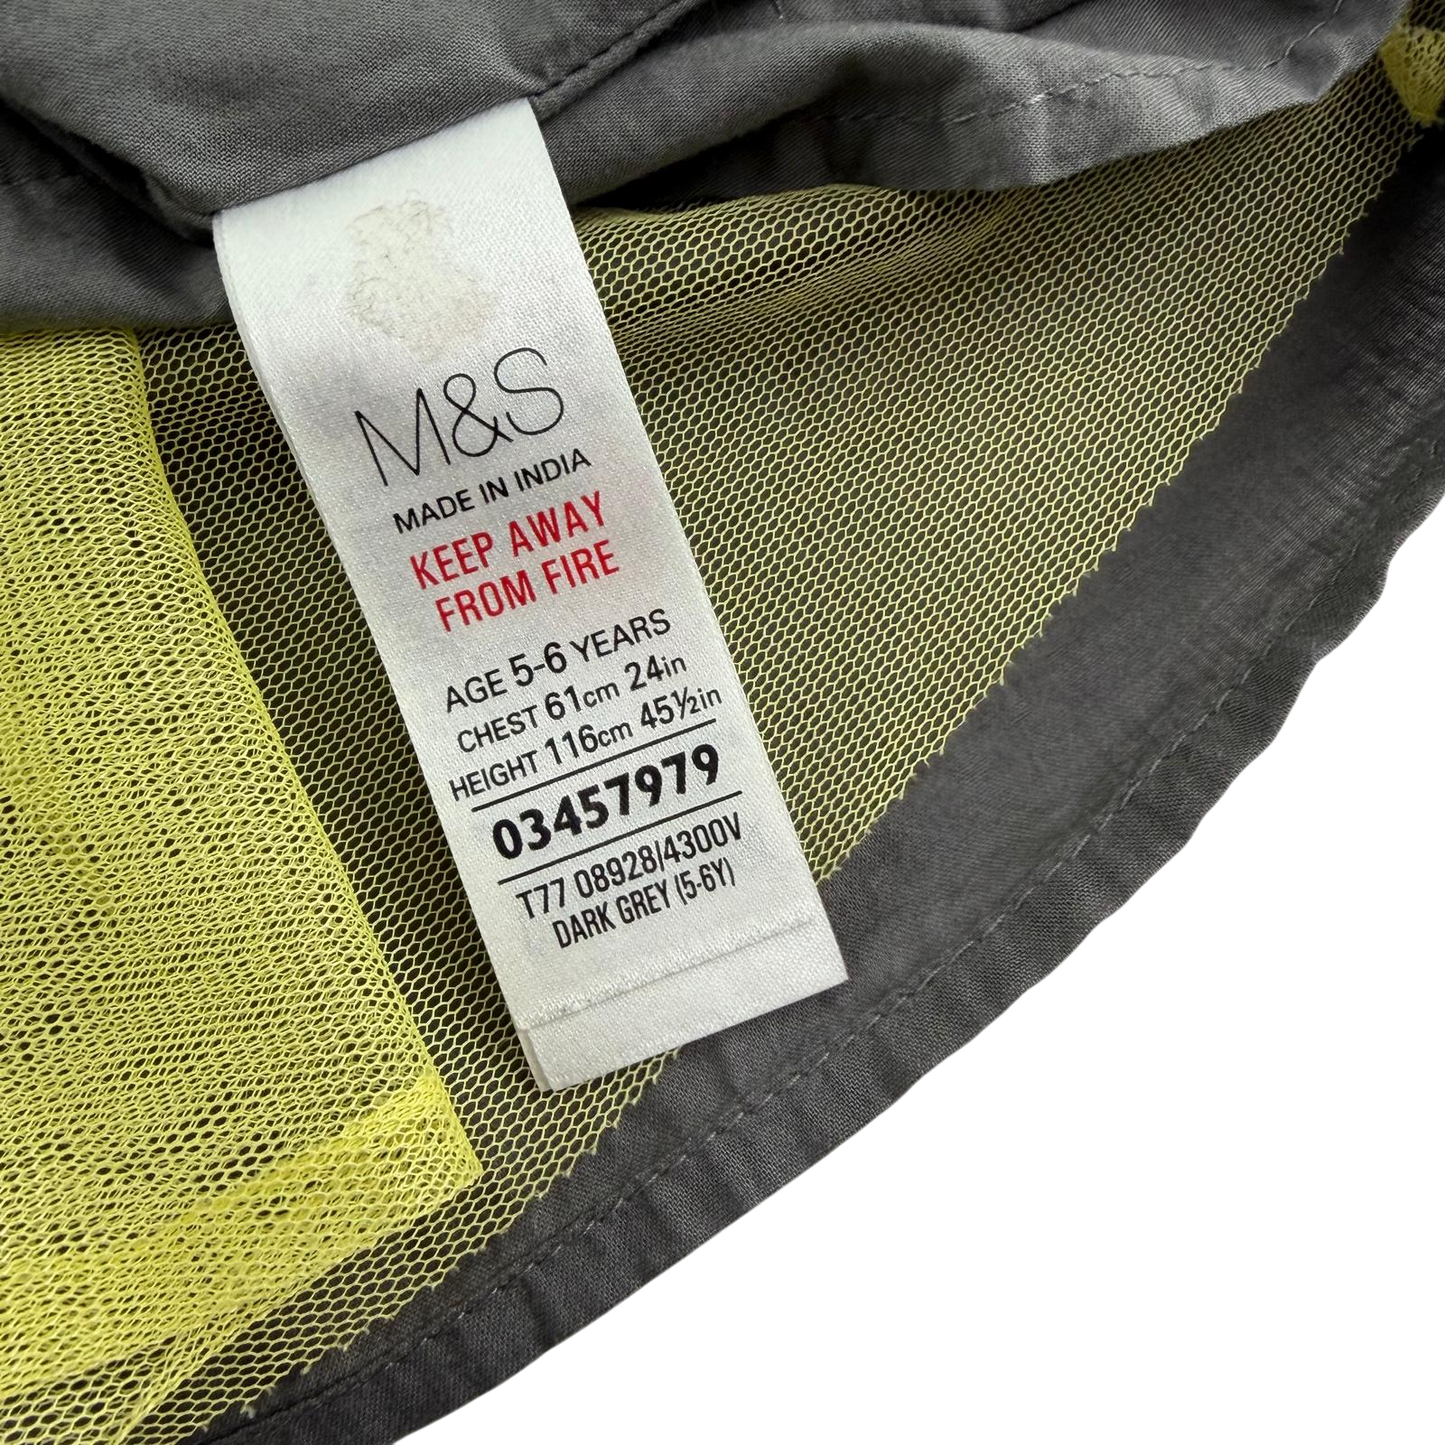 M&S
MADE IN INDIA
KEEP AWAY
FROM FIRE
AGE 5-6 YEARS
CHEST 61cm 24in
HEIGHT 116cm 45½in
03457979
T77 08928/4300V
DARK GREY (5-6Y)